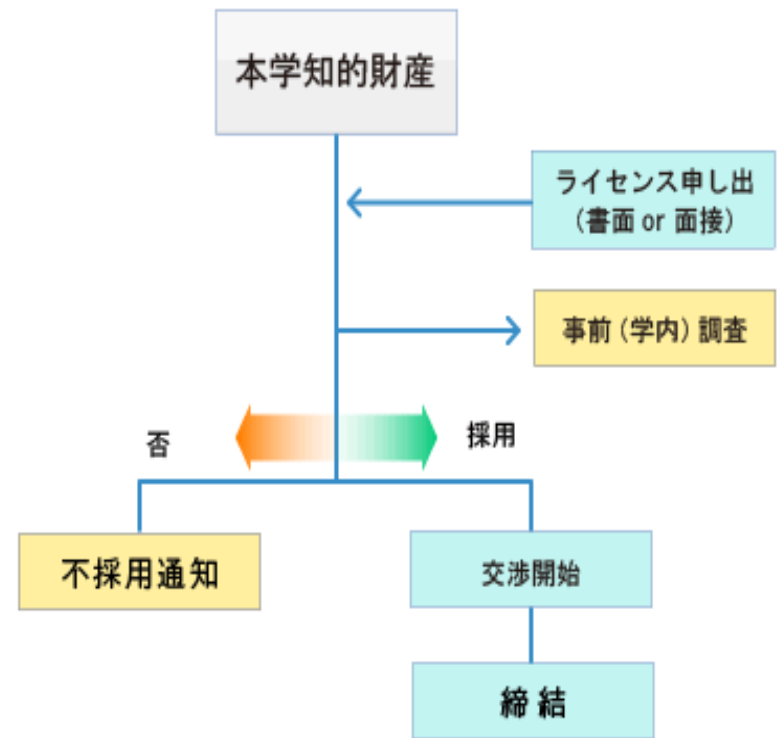 本学知的財産
ライセンス申し出
（書面 or 面接）
事前（学内）調査
否
採用
不採用通知
交渉開始
締結